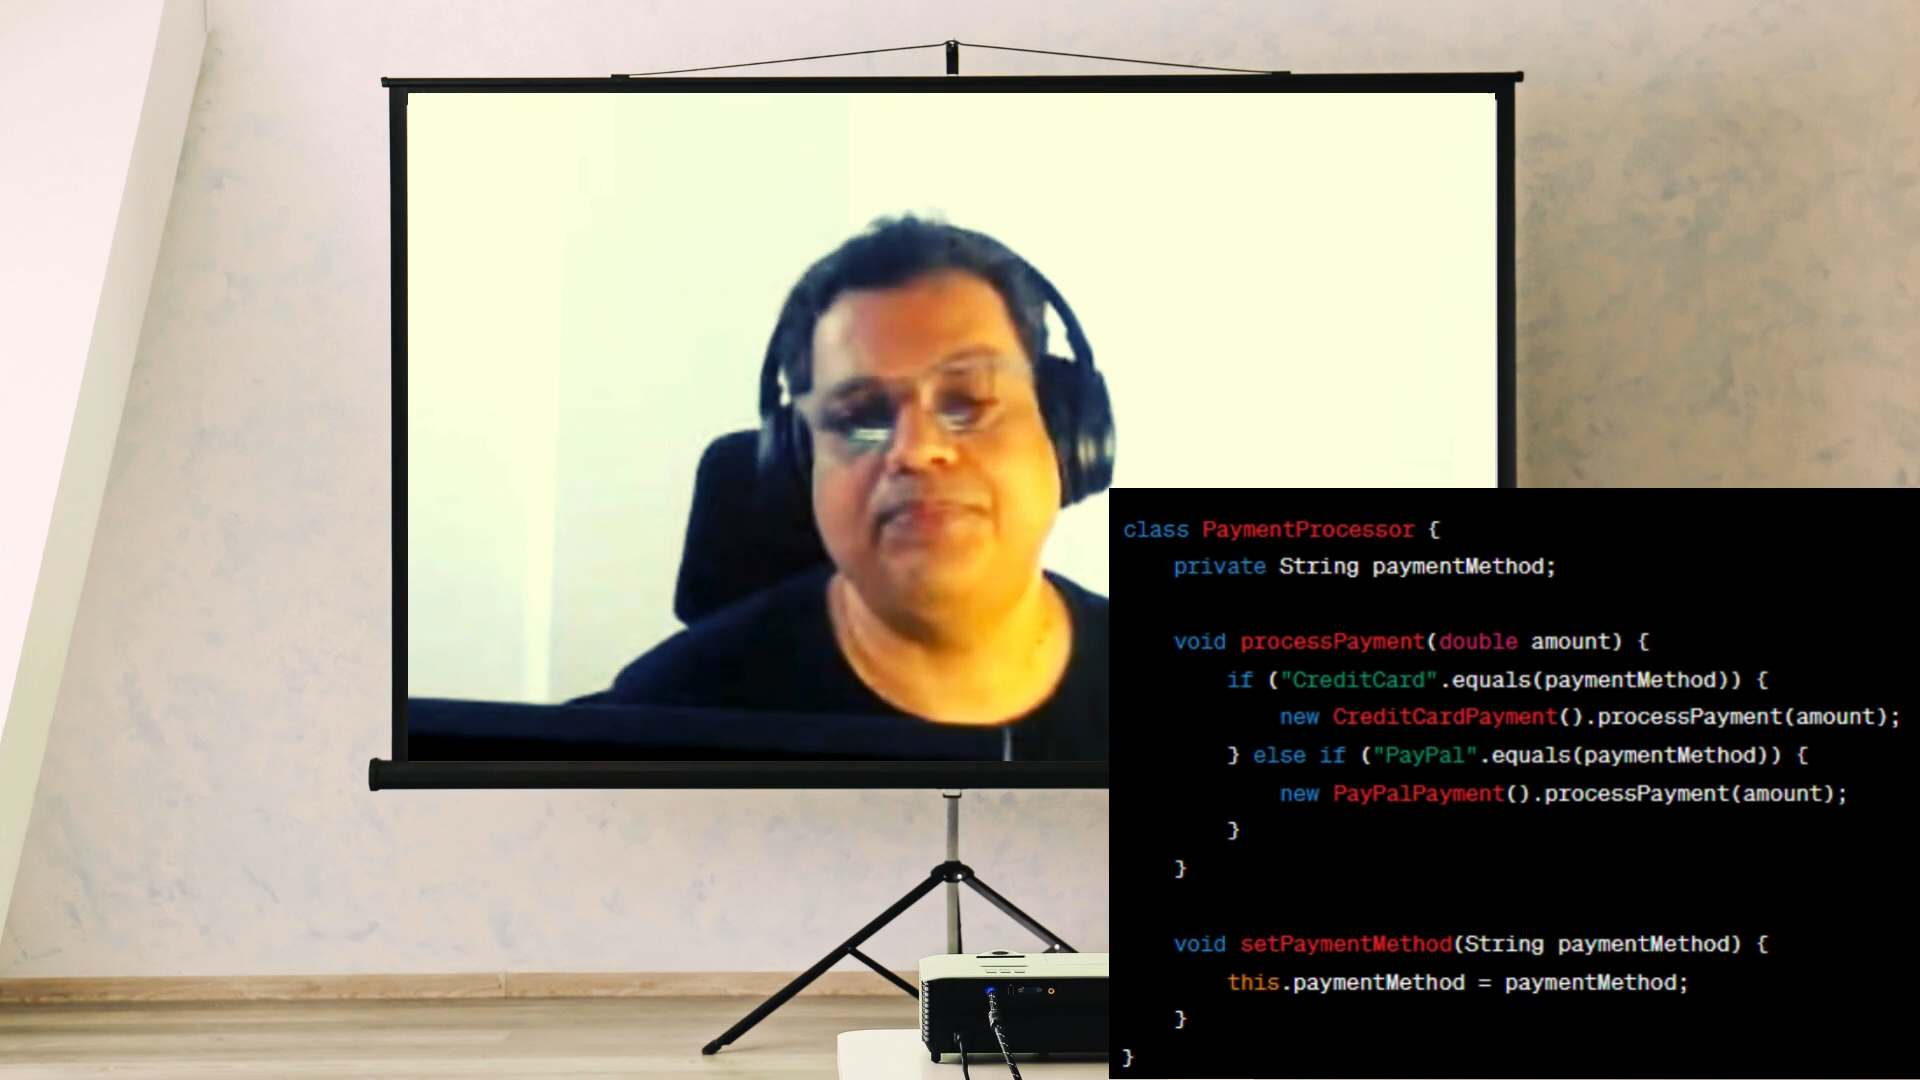 class PaymentProcessor {
    private String paymentMethod;

    void processPayment(double amount) {
        if ("CreditCard".equals(paymentMethod)) {
            new CreditCardPayment().processPayment(amount);
        } else if ("PayPal".equals(paymentMethod)) {
            new PayPalPayment().processPayment(amount);
        }
    }

    void setPaymentMethod(String paymentMethod) {
        this.paymentMethod = paymentMethod;
    }
}